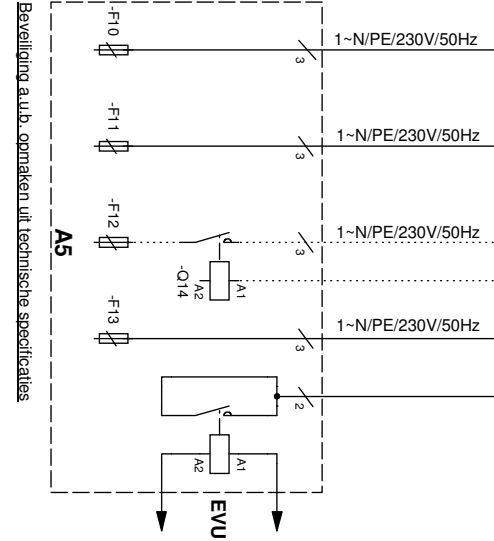 -F10
3
1~N/PE/230V/50Hz
-F11
3
1~N/PE/230V/50Hz
-F12
3
1~N/PE/230V/50Hz
-Q14
A2
A1
A5
-F13
3
1~N/PE/230V/50Hz
2
A2
A1
EVU
Beveiliging a.u.b. opmaken uit technische specificaties